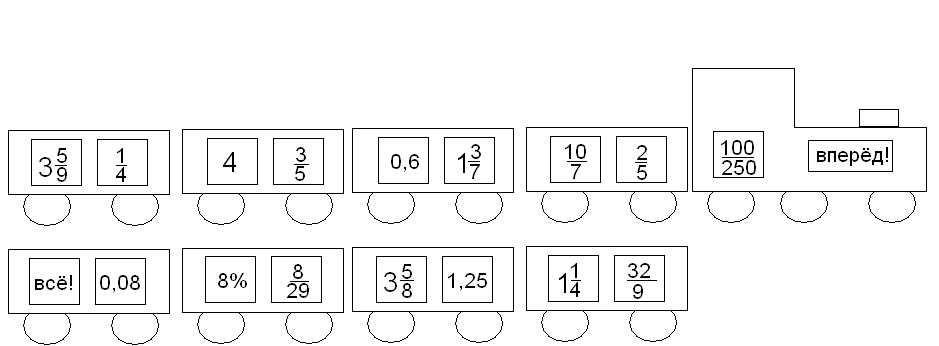 3 5/9 1/4 4 3/5 0,6 1 3/7 10/7 2/5 100/250 вперёд!
всё! 0,08 8% 8/29 3 5/8 1,25 1 1/4 32/9